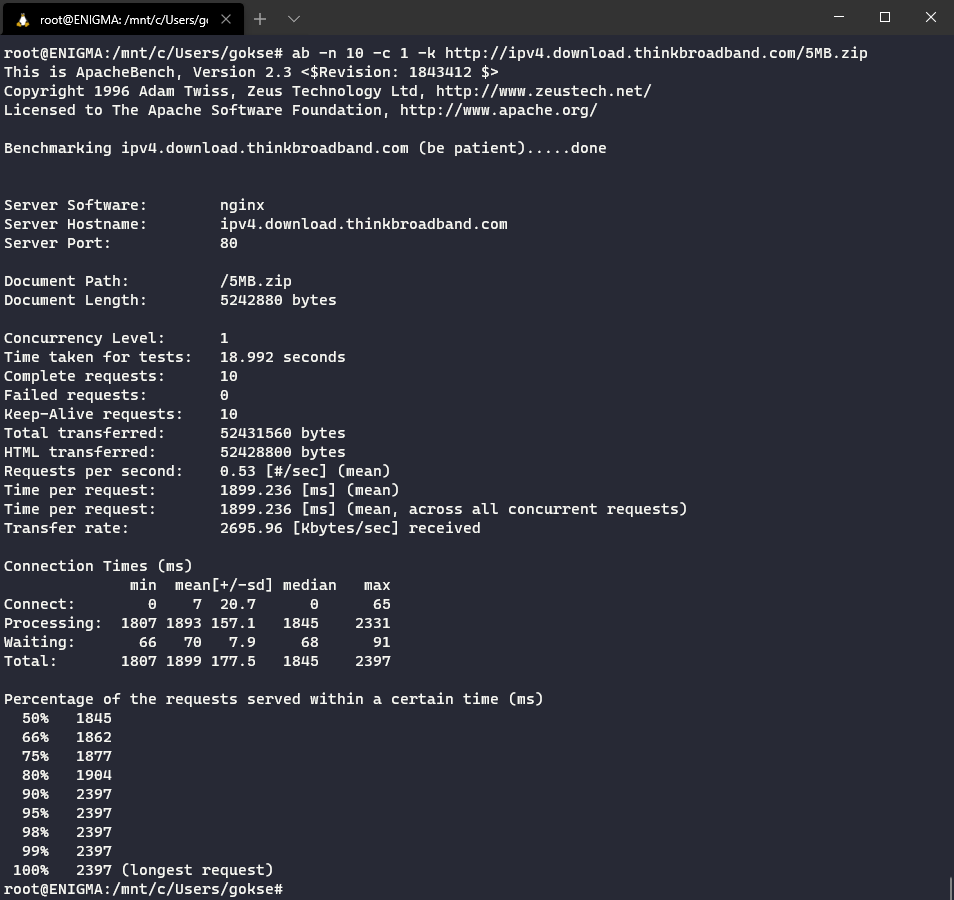 root@ENIGMA: /mnt/c/Users/go
root@ENIGMA:/mnt/c/Users/gokse# ab -n 10 -c 1 -k http://ipv4.download.thinkbroadband.com/5MB.zip
This is ApacheBench, Version 2.3 <$Revision: 1843412 $>
Copyright 1996 Adam Twiss, Zeus Technology Ltd, http://www.zeustech.net/
Licensed to The Apache Software Foundation, http://www.apache.org/

Benchmarking ipv4.download.thinkbroadband.com (be patient).....done


Server Software:        nginx
Server Hostname:        ipv4.download.thinkbroadband.com
Server Port:            80

Document Path:          /5MB.zip
Document Length:        5242880 bytes

Concurrency Level:      1
Time taken for tests:   18.992 seconds
Complete requests:      10
Failed requests:        0
Keep-Alive requests:    10
Total transferred:      52431560 bytes
HTML transferred:       52428800 bytes
Requests per second:    0.53 [#/sec] (mean)
Time per request:       1899.236 [ms] (mean)
Time per request:       1899.236 [ms] (mean, across all concurrent requests)
Transfer rate:          2695.96 [Kbytes/sec] received

Connection Times (ms)
              min  mean[+/-sd] median   max
Connect:        0    7  20.7      0      65
Processing:  1807 1893 157.1   1845    2331
Waiting:       66   70   7.9     68      91
Total:       1807 1899 177.5   1845    2397

Percentage of the requests served within a certain time (ms)
  50%   1845
  66%   1862
  75%   1877
  80%   1904
  90%   2397
  95%   2397
  98%   2397
  99%   2397
 100%   2397 (longest request)
root@ENIGMA:/mnt/c/Users/gokse#